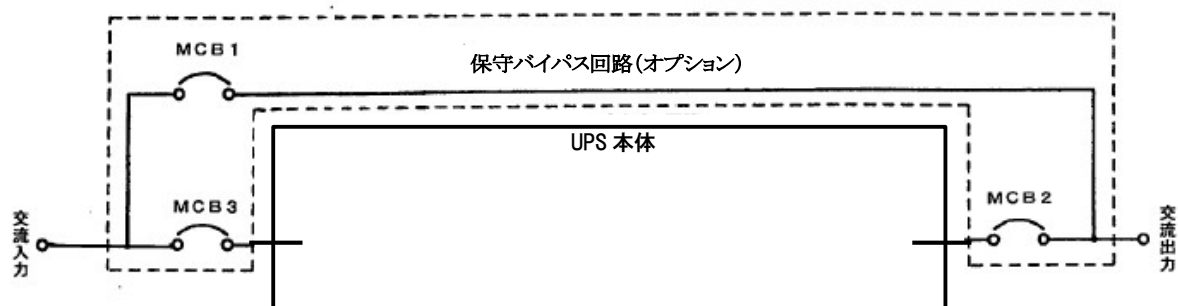 MCB1
保守バイパス回路(オプション)
UPS 本体
MCB3
MCB2
交流入力
交流出力